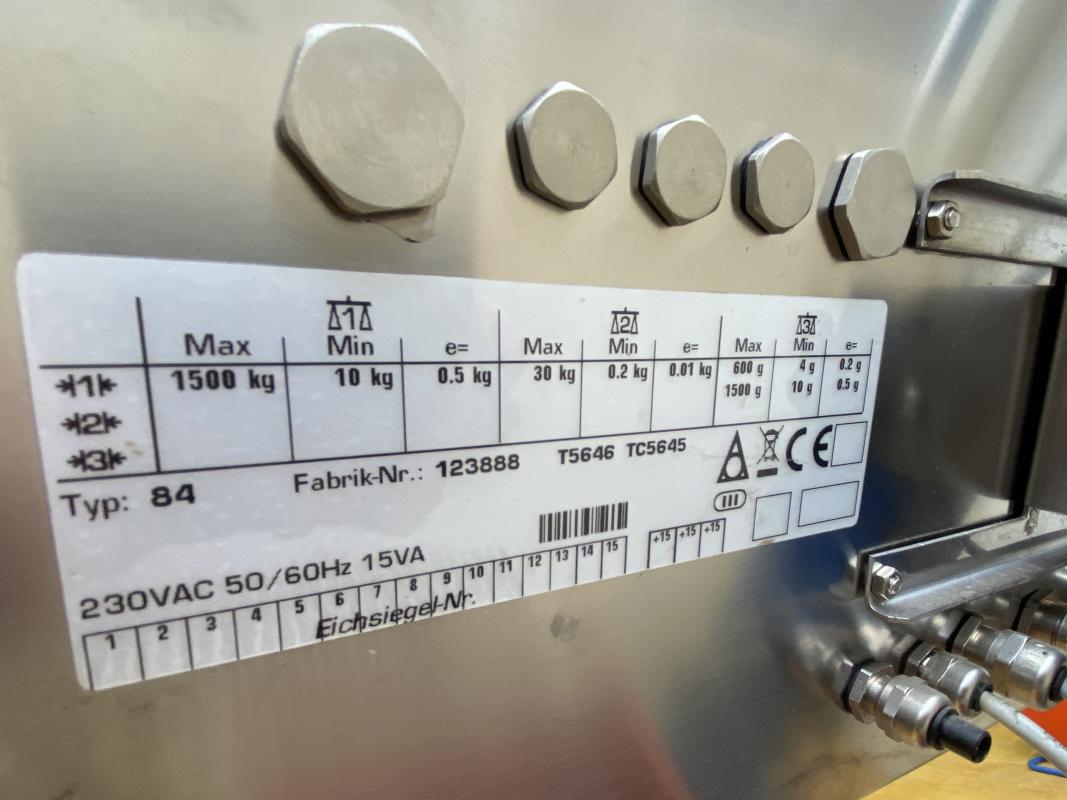 1 2 3
Max Min e= Max Min e= Max Min e=
1 1500 kg 10 kg 0.5 kg 30 kg 0.2 kg 0.01 kg 600 g 4 g 0.2 g
1500 g 10 g 0.5 g
2
3
Typ: 84 Fabrik-Nr.: 123888 T5646 TC5645 CE
III
230VAC 50/60Hz 15VA
1 2 3 4 5 6 7 8 9 10 11 12 13 14 15 +15 +15 +15
Eichsiegel-Nr.